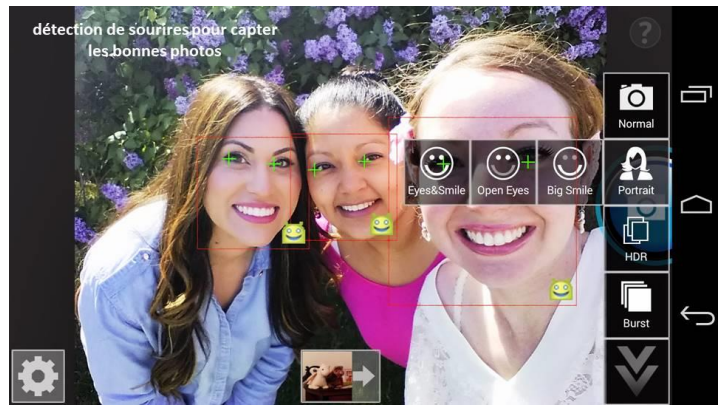 détection de sourires pour capter
les bonnes photos
?
Normal
Eyes&Smile
Open Eyes
Big Smile
Portrait
HDR
Burst